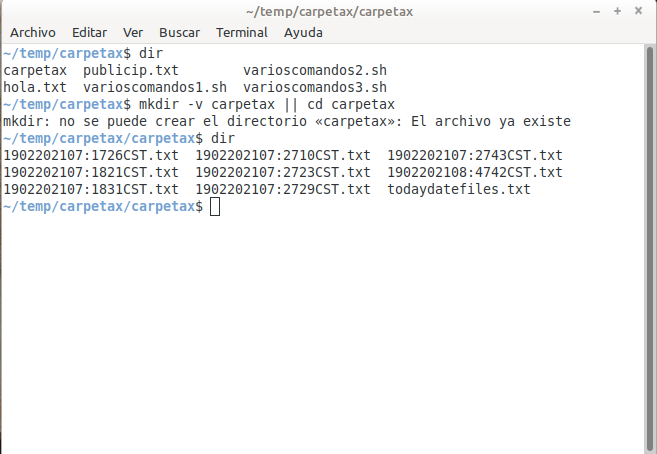 ~/temp/carpetax/carpetax
Archivo Editar Ver Buscar Terminal Ayuda
~/temp/carpetax$ dir
carpetax  publicip.txt        varioscomandos2.sh
hola.txt  varioscomandos1.sh  varioscomandos3.sh
~/temp/carpetax$ mkdir -v carpetax || cd carpetax
mkdir: no se puede crear el directorio «carpetax»: El archivo ya existe
~/temp/carpetax/carpetax$ dir
1902202107:1726CST.txt  1902202107:2710CST.txt  1902202107:2743CST.txt
1902202107:1821CST.txt  1902202107:2723CST.txt  1902202108:4742CST.txt
1902202107:1831CST.txt  1902202107:2729CST.txt  todaydatefiles.txt
~/temp/carpetax/carpetax$